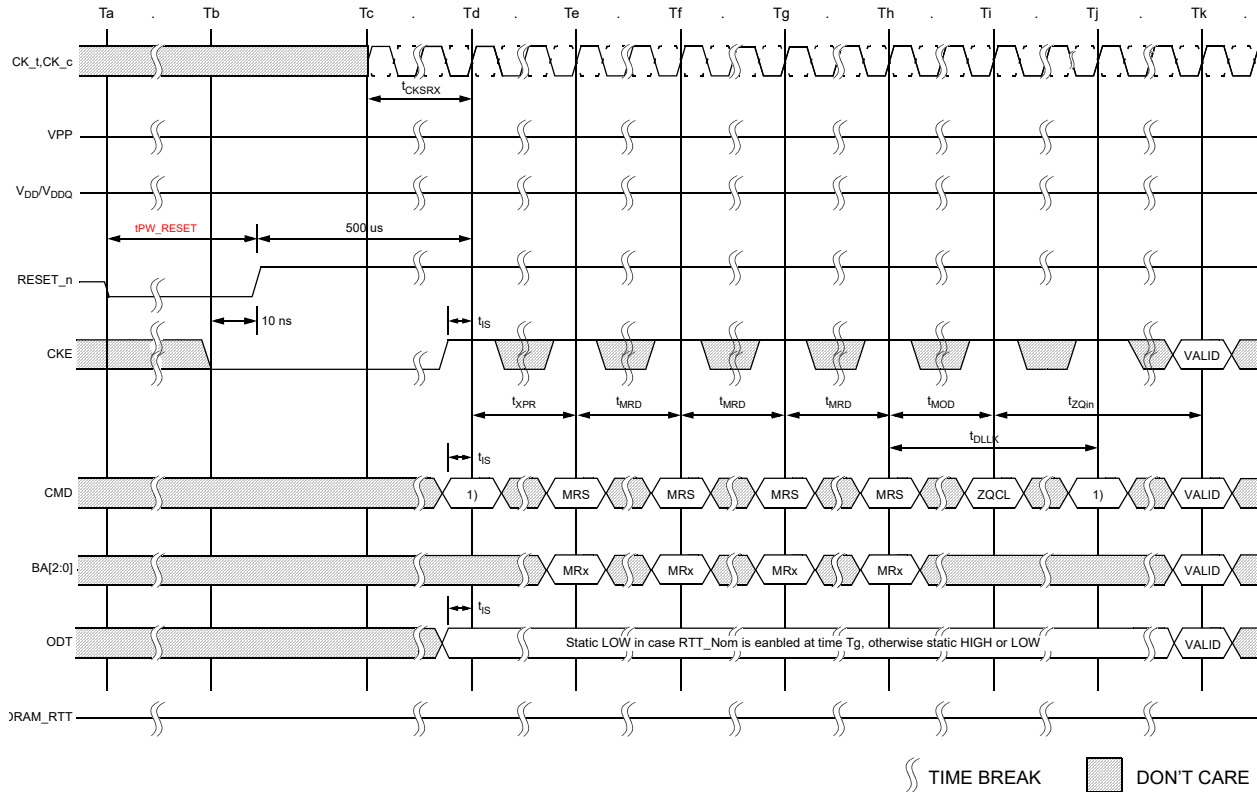 Ta . Tb Tc . Td . Te . Tf . Tg . Th . Ti . Tj . Tk .
CK_t,CK_c
tCKSRX
VPP
VDD/VDDQ
tPW_RESET 500 us
RESET_n
10 ns tIS
CKE VALID
tXPR tMRD tMRD tMRD tMOD tZQin
tDLLK
tIS
CMD 1) MRS MRS MRS MRS ZQCL 1) VALID
BA[2:0] MRx MRx MRx MRx VALID
tIS
ODT Static LOW in case RTT_Nom is eanbled at time Tg, otherwise static HIGH or LOW VALID
DRAM_RTT
TIME BREAK DON'T CARE